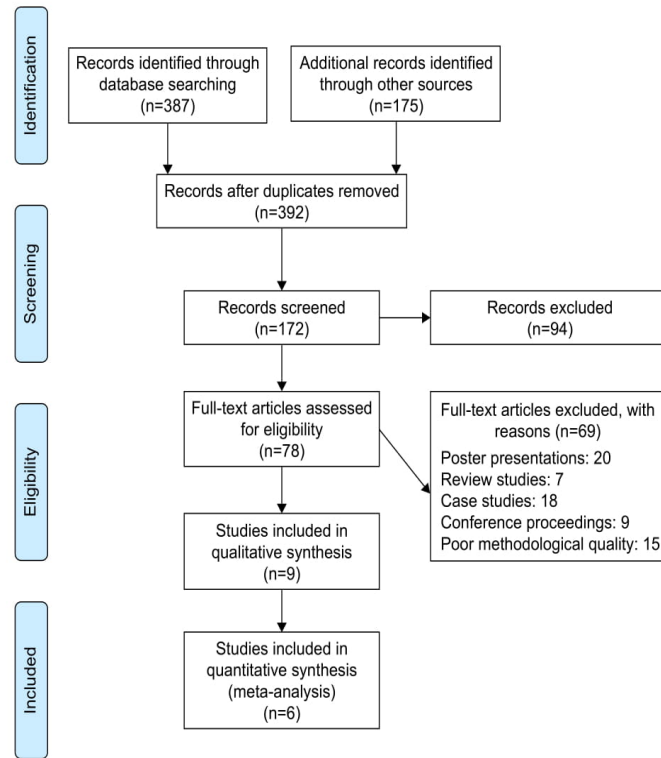 Identification
Records identified through
database searching
(n=387)
Additional records identified
through other sources
(n=175)
Records after duplicates removed
(n=392)
Screening
Records screened
(n=172)
Records excluded
(n=94)
Eligibility
Full-text articles assessed
for eligibility
(n=78)
Full-text articles excluded, with
reasons (n=69)
Poster presentations: 20
Review studies: 7
Case studies: 18
Conference proceedings: 9
Poor methodological quality: 15
Studies included in
qualitative synthesis
(n=9)
Included
Studies included in
quantitative synthesis
(meta-analysis)
(n=6)